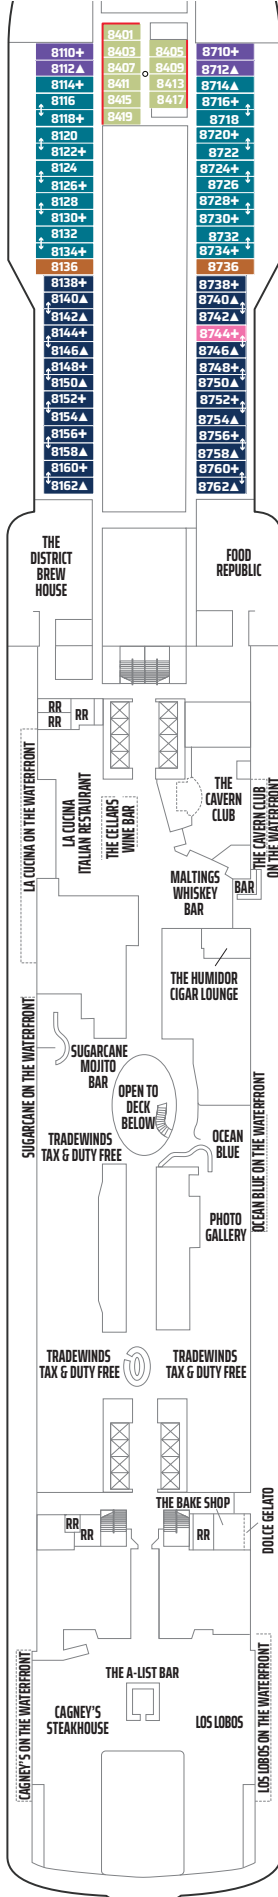 8401
8110+ 8403 8405 8710+
8112▲ 8407 8409 8712▲
8114+ 8411 8413 8714▲
8116 8415 8417 8716+
8118+ 8419 8718
8120 8720+
8122+ 8722
8124 8724+
8126+ 8726
8128 8728+
8130+ 8730+
8132 8732
8134+ 8734+
8136 8736
8138+ 8738+
8140▲ 8740▲
8142▲ 8742▲
8144+ 8744+
8146▲ 8746▲
8148+ 8748+
8150▲ 8750▲
8152+ 8752+
8154▲ 8754▲
8156+ 8756+
8158▲ 8758▲
8160+ 8760+
8162▲ 8762▲
THE
DISTRICT
BREW
HOUSE
FOOD
REPUBLIC
RR
RR
RR
LA CUCINA ON THE WATERFRONT
LA CUCINA
ITALIAN RESTAURANT
THE CELLARS
WINE BAR
THE
CAVERN
CLUB
THE CAVERN CLUB
ON THE WATERFRONT
MALTINGS
WHISKEY
BAR
BAR
THE HUMIDOR
CIGAR LOUNGE
SUGARCANE ON THE WATERFRONT
SUGARCANE
MOJITO
BAR
OPEN TO
DECK
BELOW
TRADEWINDS
TAX & DUTY FREE
OCEAN
BLUE
OCEAN BLUE ON THE WATERFRONT
PHOTO
GALLERY
TRADEWINDS
TAX & DUTY FREE
TRADEWINDS
TAX & DUTY FREE
THE BAKE SHOP
DOLCE GELATO
RR
RR
RR
THE A-LIST BAR
CAGNEY'S ON THE WATERFRONT
CAGNEY'S
STEAKHOUSE
LOS LOBOS
LOS LOBOS ON THE WATERFRONT